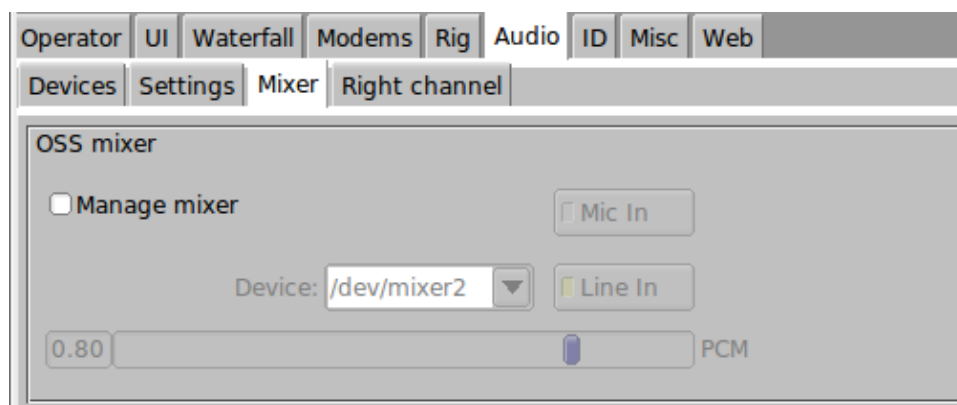 Operator UI Waterfall Modems Rig Audio ID Misc Web
Devices Settings Mixer Right channel
OSS mixer
Manage mixer
Mic In
Device: /dev/mixer2
Line In
0.80
PCM